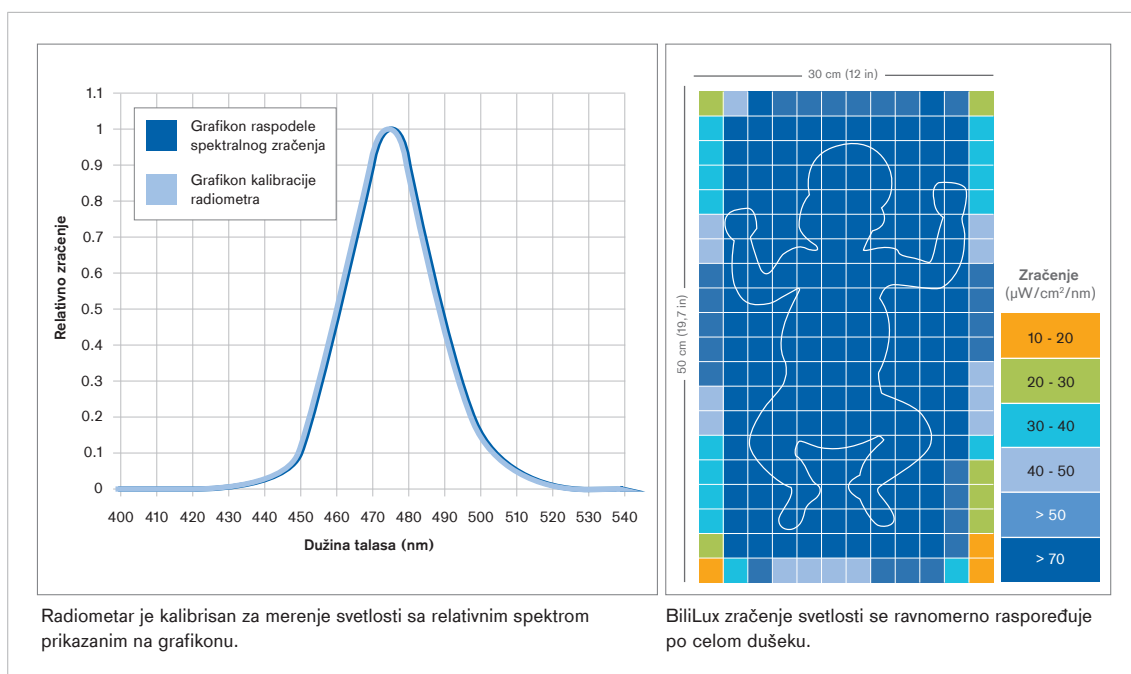 1.1
1
0.9
0.8
0.7
0.6
0.5
0.4
0.3
0.2
0.1
0
Relativno zračenje
Grafikon raspodele
spektralnog zračenja
Grafikon kalibracije
radiometra
400 410 420 430 440 450 460 470 480 490 500 510 520 530 540
Dužina talasa (nm)
Radiometar je kalibrisan za merenje svetlosti sa relativnim spektrom
prikazanim na grafikonu.
30 cm (12 in)
50 cm (19,7 in)
Zračenje
(µW/cm²/nm)
10 - 20
20 - 30
30 - 40
40 - 50
> 50
> 70
BiliLux zračenje svetlosti se ravnomerno raspoređuje
po celom dušeku.